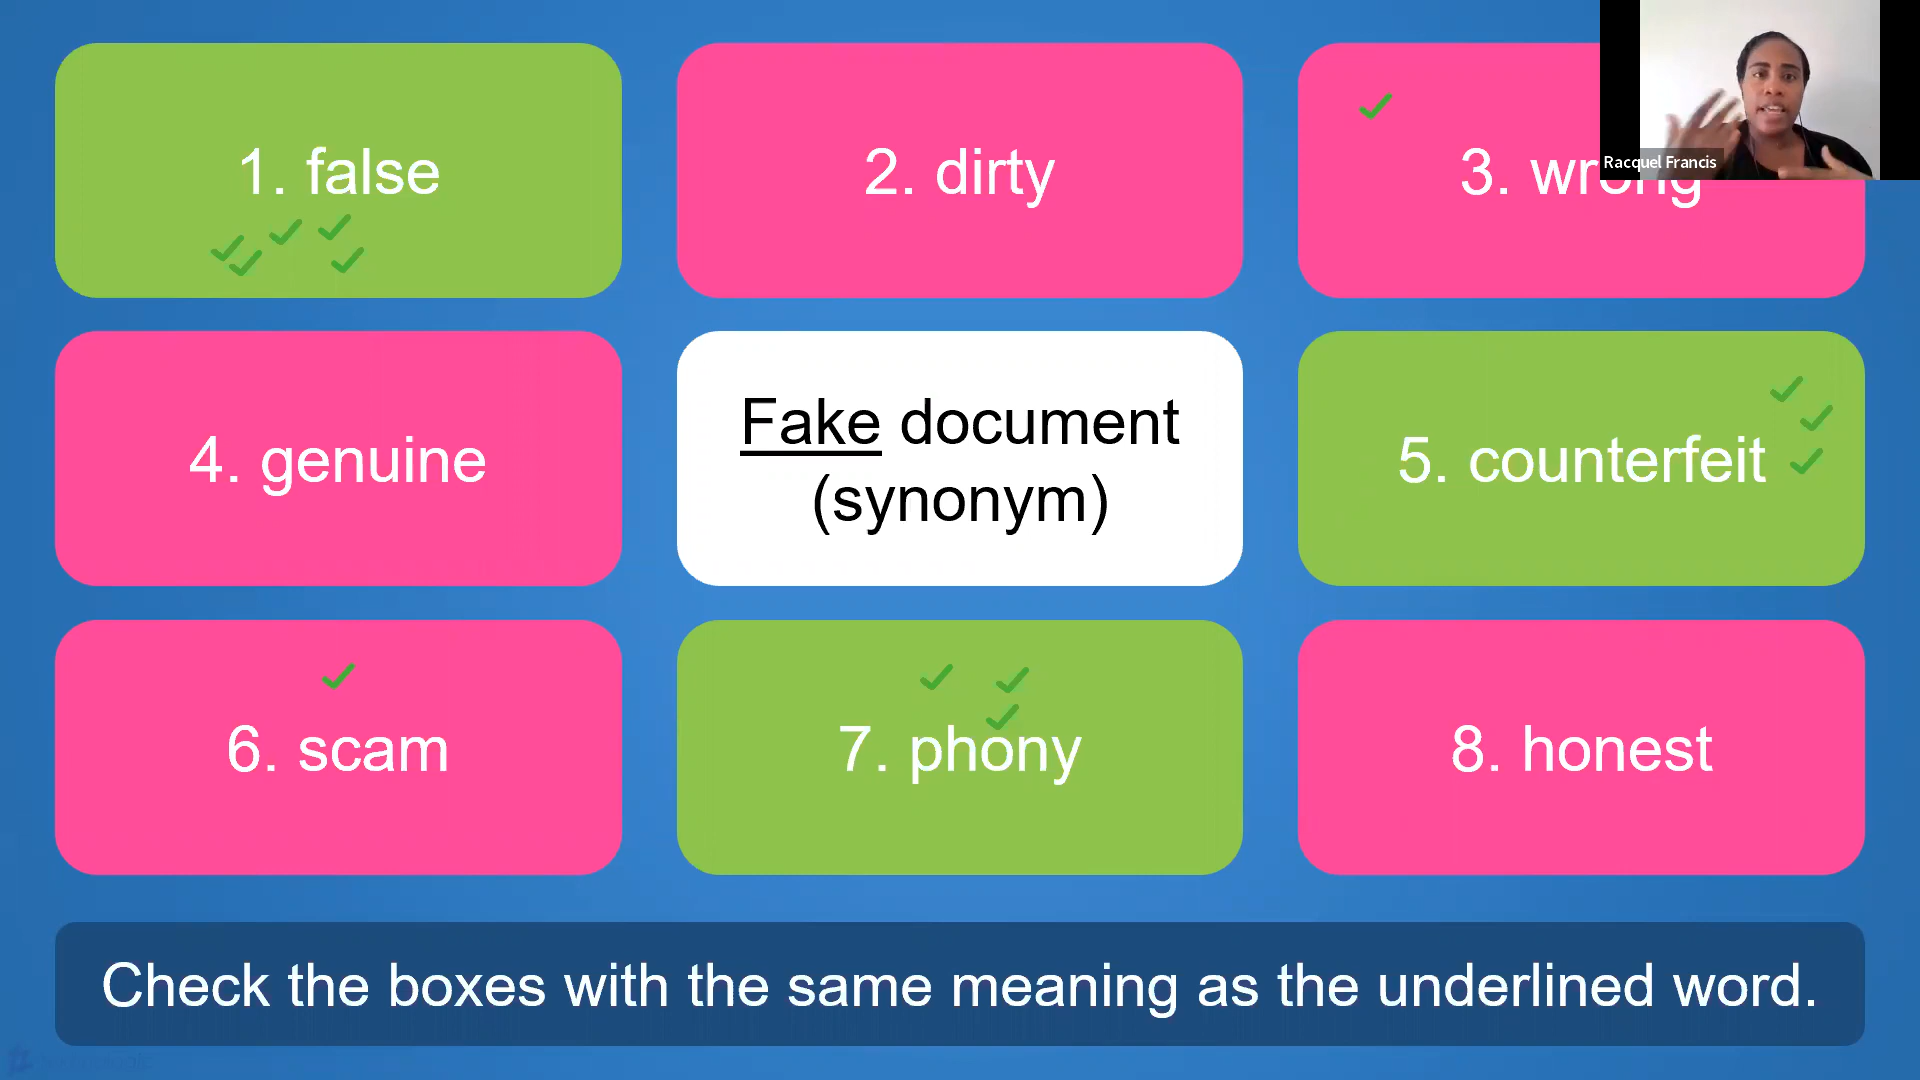 1. false
2. dirty
3. wrong
Racquel Francis
4. genuine
Fake document
(synonym)
5. counterfeit
6. scam
7. phony
8. honest
Check the boxes with the same meaning as the underlined word.